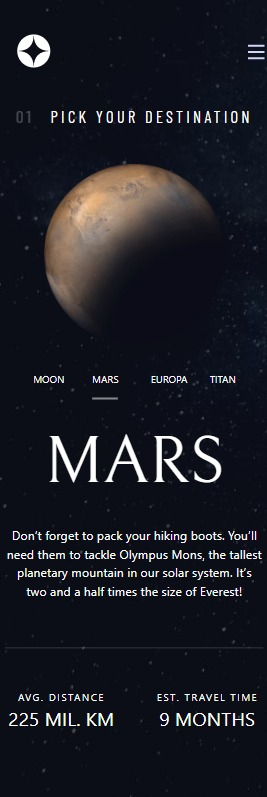 01 PICK YOUR DESTINATION
MOON MARS EUROPA TITAN
MARS
Don’t forget to pack your hiking boots. You’ll
need them to tackle Olympus Mons, the tallest
planetary mountain in our solar system. It’s
two and a half times the size of Everest!
AVG. DISTANCE EST. TRAVEL TIME
225 MIL. KM 9 MONTHS